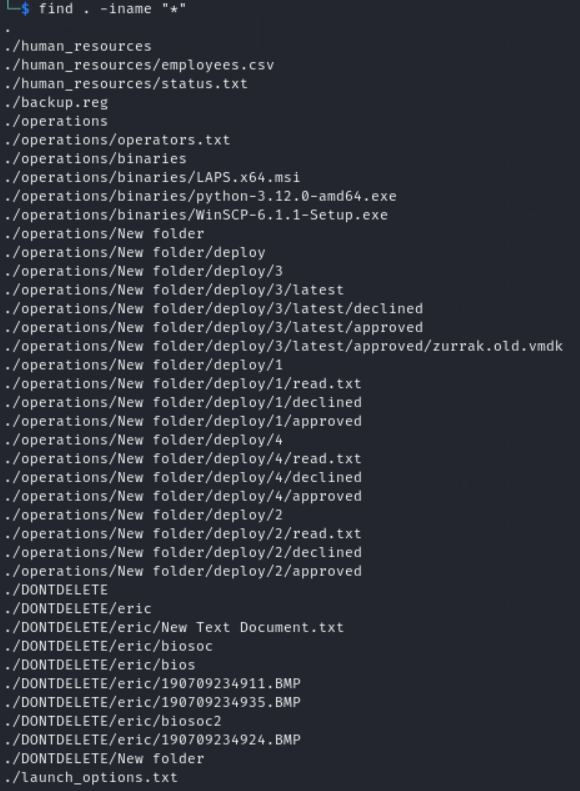 └─$ find . -iname "*"
.
./human_resources
./human_resources/employees.csv
./human_resources/status.txt
./backup.reg
./operations
./operations/operators.txt
./operations/binaries
./operations/binaries/LAPS.x64.msi
./operations/binaries/python-3.12.0-amd64.exe
./operations/binaries/WinSCP-6.1.1-Setup.exe
./operations/New folder
./operations/New folder/deploy
./operations/New folder/deploy/3
./operations/New folder/deploy/3/latest
./operations/New folder/deploy/3/latest/declined
./operations/New folder/deploy/3/latest/approved
./operations/New folder/deploy/3/latest/approved/zurrak.old.vmdk
./operations/New folder/deploy/1
./operations/New folder/deploy/1/read.txt
./operations/New folder/deploy/1/declined
./operations/New folder/deploy/1/approved
./operations/New folder/deploy/4
./operations/New folder/deploy/4/read.txt
./operations/New folder/deploy/4/declined
./operations/New folder/deploy/4/approved
./operations/New folder/deploy/2
./operations/New folder/deploy/2/read.txt
./operations/New folder/deploy/2/declined
./operations/New folder/deploy/2/approved
./DONTDELETE
./DONTDELETE/eric
./DONTDELETE/eric/New Text Document.txt
./DONTDELETE/eric/biosoc
./DONTDELETE/eric/bios
./DONTDELETE/eric/190709234911.BMP
./DONTDELETE/eric/190709234935.BMP
./DONTDELETE/eric/biosoc2
./DONTDELETE/eric/190709234924.BMP
./DONTDELETE/New folder
./launch_options.txt